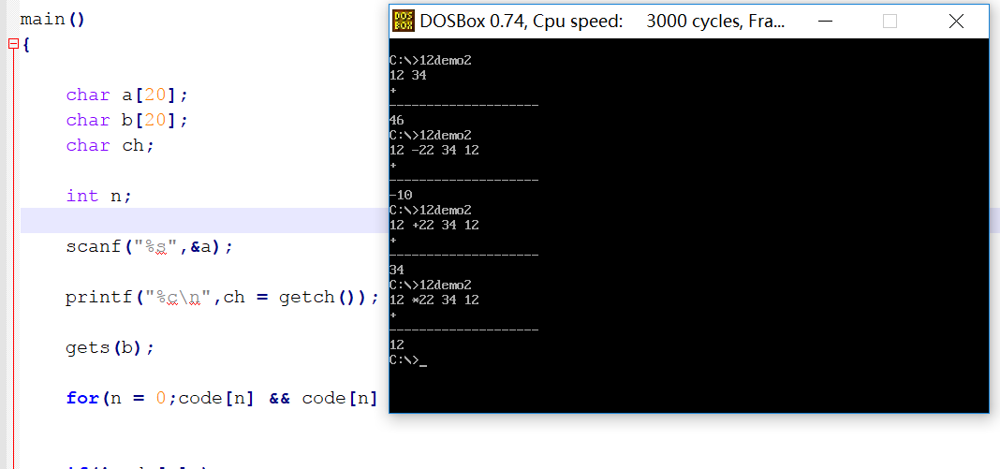 main()
{
char a[20];
char b[20];
char ch;
int n;
scanf("%s",&a);
printf("%c\n",ch = getch());
gets(b);
for(n = 0;code[n] && code[n]
DOSBox 0.74, Cpu speed: 3000 cycles, Fra...
C:\>12demo2
12 34
+
--------------------
46
C:\>12demo2
12 -22 34 12
+
--------------------
-10
C:\>12demo2
12 +22 34 12
+
--------------------
34
C:\>12demo2
12 *22 34 12
+
--------------------
12
C:\>_